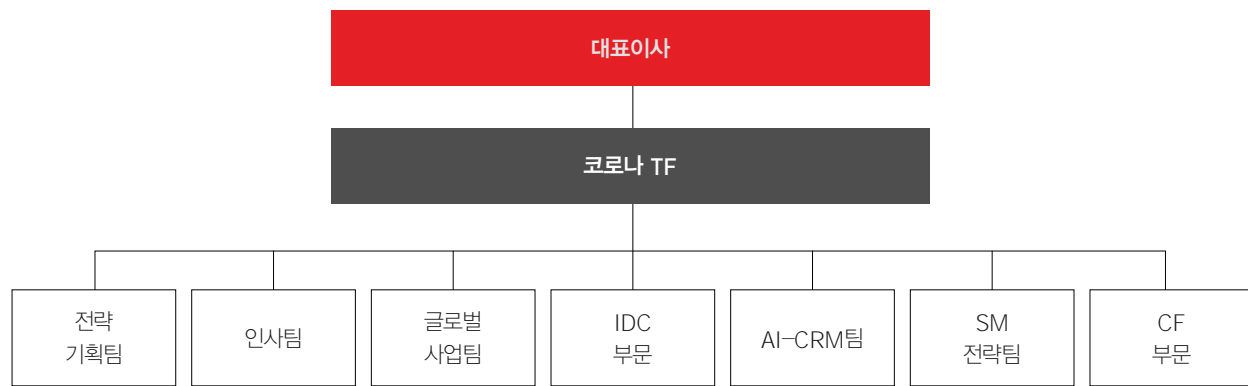 대표이사
코로나 TF
전략
기획팀
인사팀
글로벌
사업팀
IDC
부문
AI-CRM팀
SM
전략팀
CF
부문